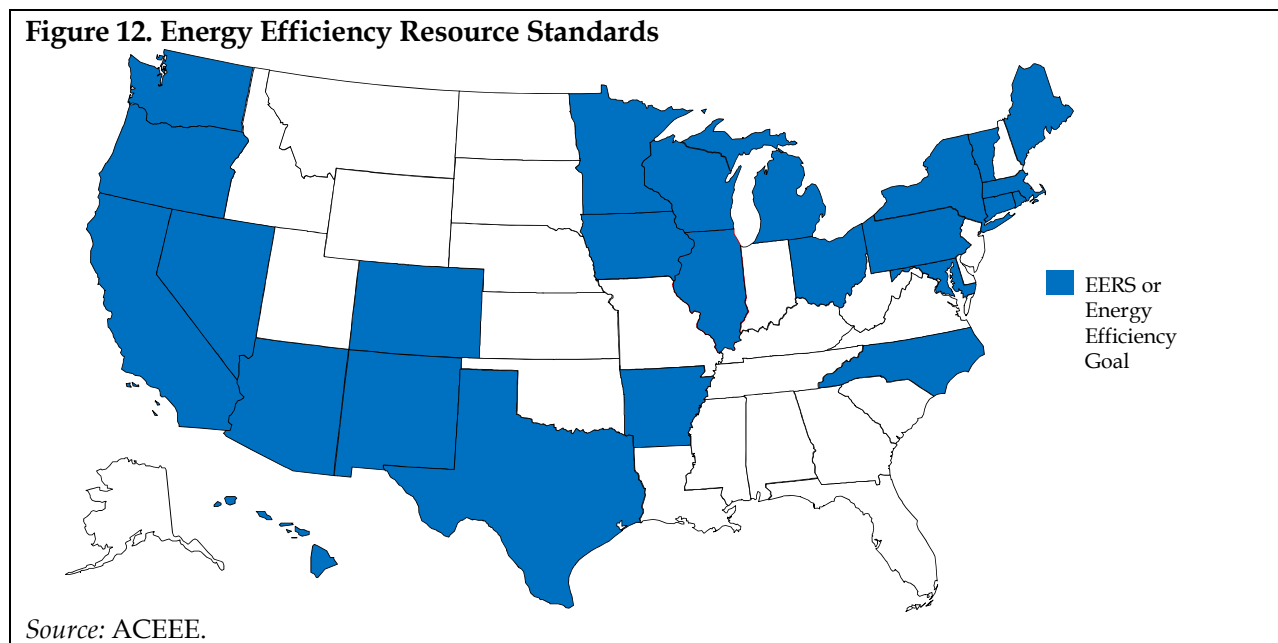 Figure 12. Energy Efficiency Resource Standards
EERS or
Energy
Efficiency
Goal
Source: ACEEE.